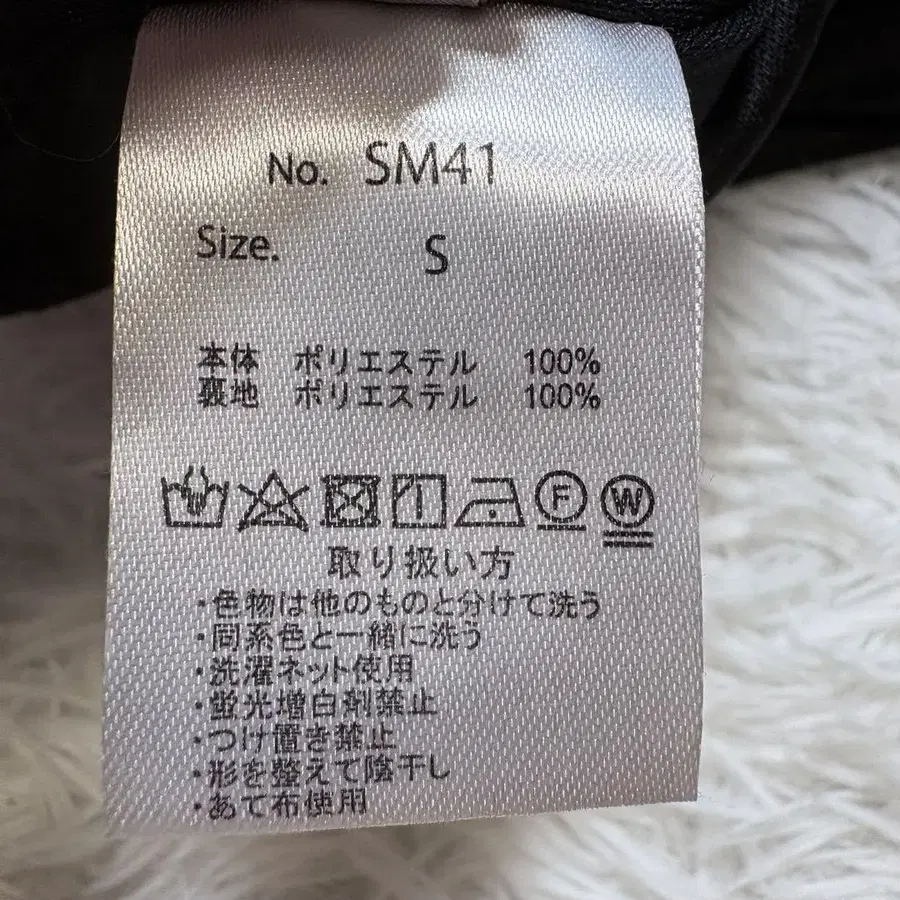 No. SM41
Size. S
本体 ポリエステル 100%
裏地 ポリエステル 100%
F W
取り扱い方
・色物は他のものと分けて洗う
・同系色と一緒に洗う
・洗濯ネット使用
・蛍光増白剤禁止
・つけ置き禁止
・形を整えて陰干し
・あて布使用